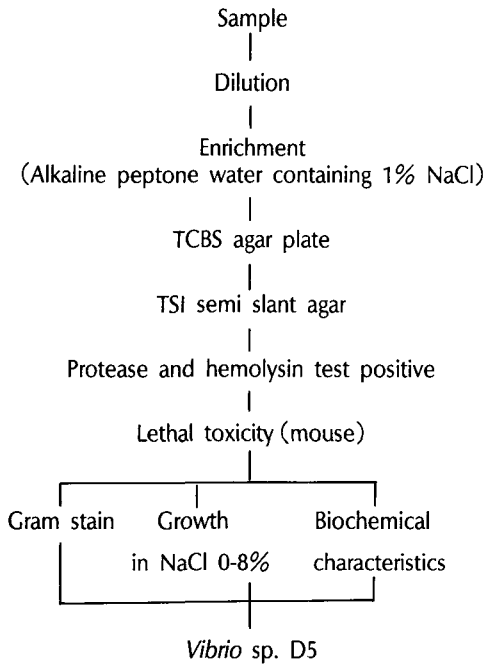 Sample
Dilution
Enrichment
(Alkaline peptone water containing 1% NaCl)
TCBS agar plate
TSI semi slant agar
Protease and hemolysin test positive
Lethal toxicity (mouse)
Gram stain
Growth
in NaCl 0-8%
Biochemical
characteristics
Vibrio sp. D5